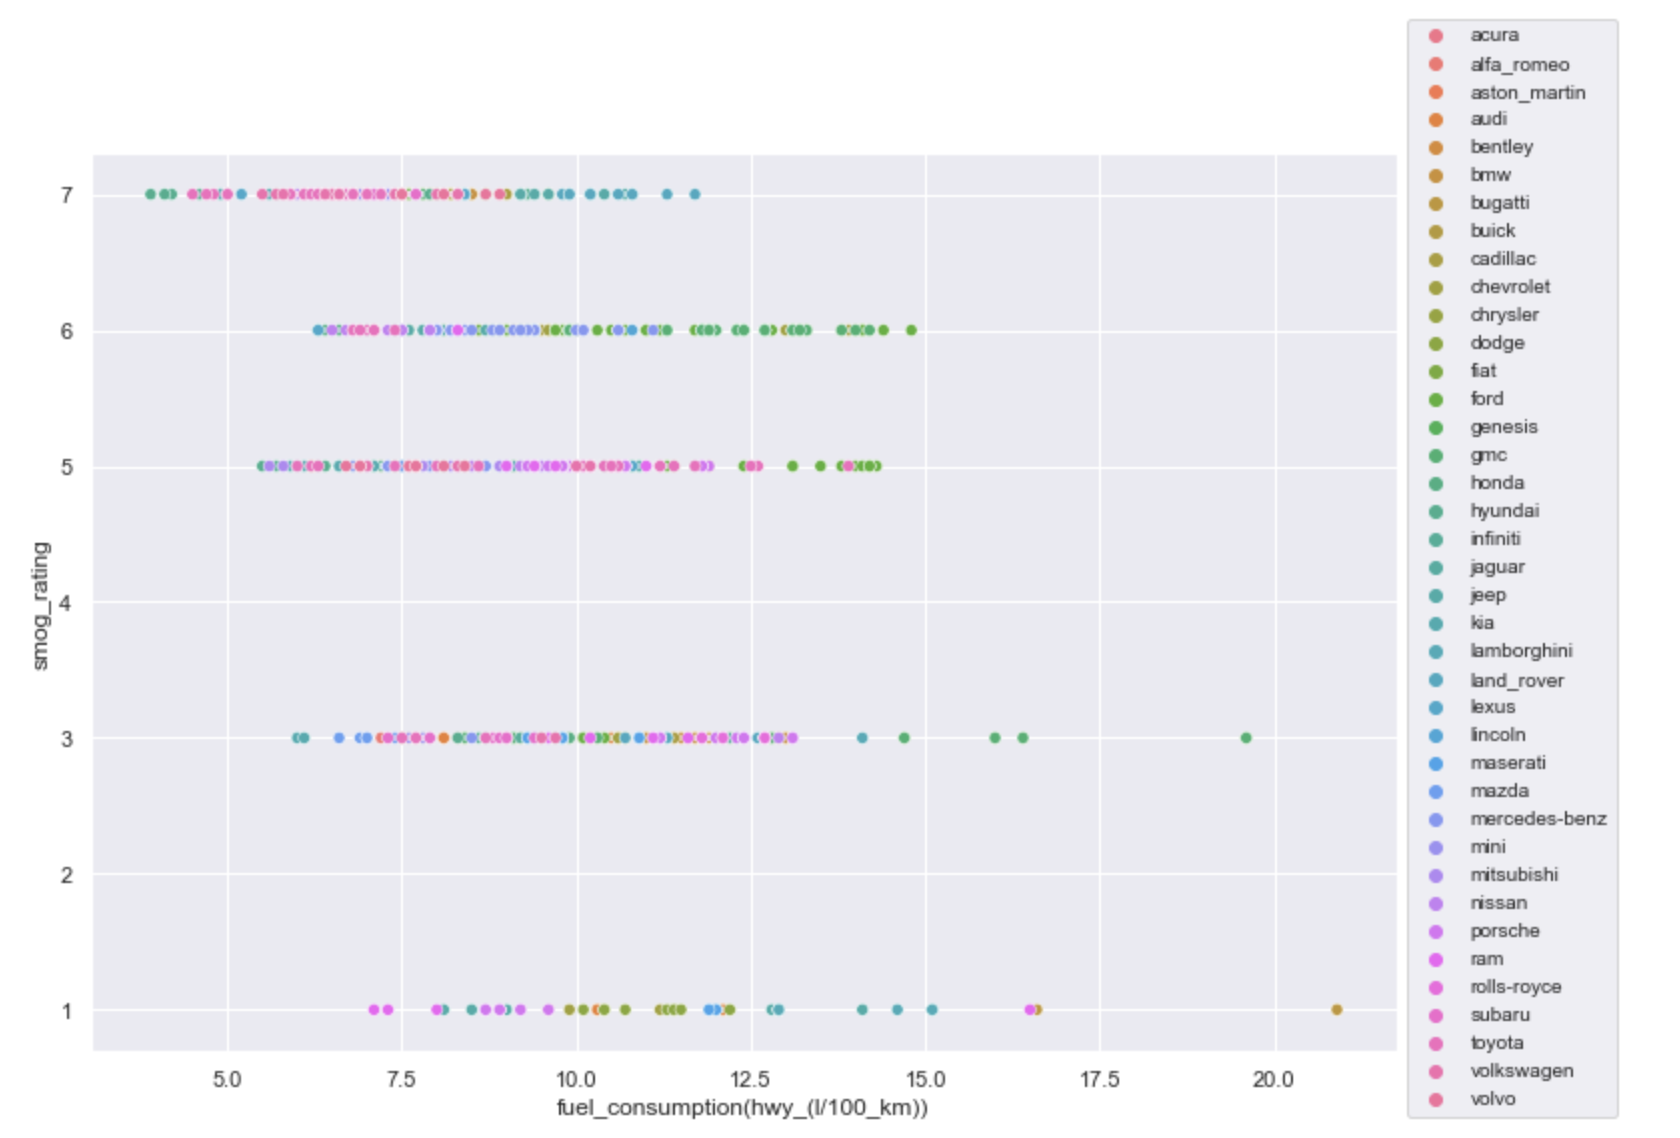 acura
alfa_romeo
aston_martin
audi
bentley
bmw
bugatti
buick
cadillac
chevrolet
chrysler
dodge
fiat
ford
genesis
gmc
honda
hyundai
infiniti
jaguar
jeep
kia
lamborghini
land_rover
lexus
lincoln
maserati
mazda
mercedes-benz
mini
mitsubishi
nissan
porsche
ram
rolls-royce
subaru
toyota
volkswagen
volvo
7
6
5
4
3
2
1
smog_rating
5.0 7.5 10.0 12.5 15.0 17.5 20.0
fuel_consumption(hwy_(l/100_km))